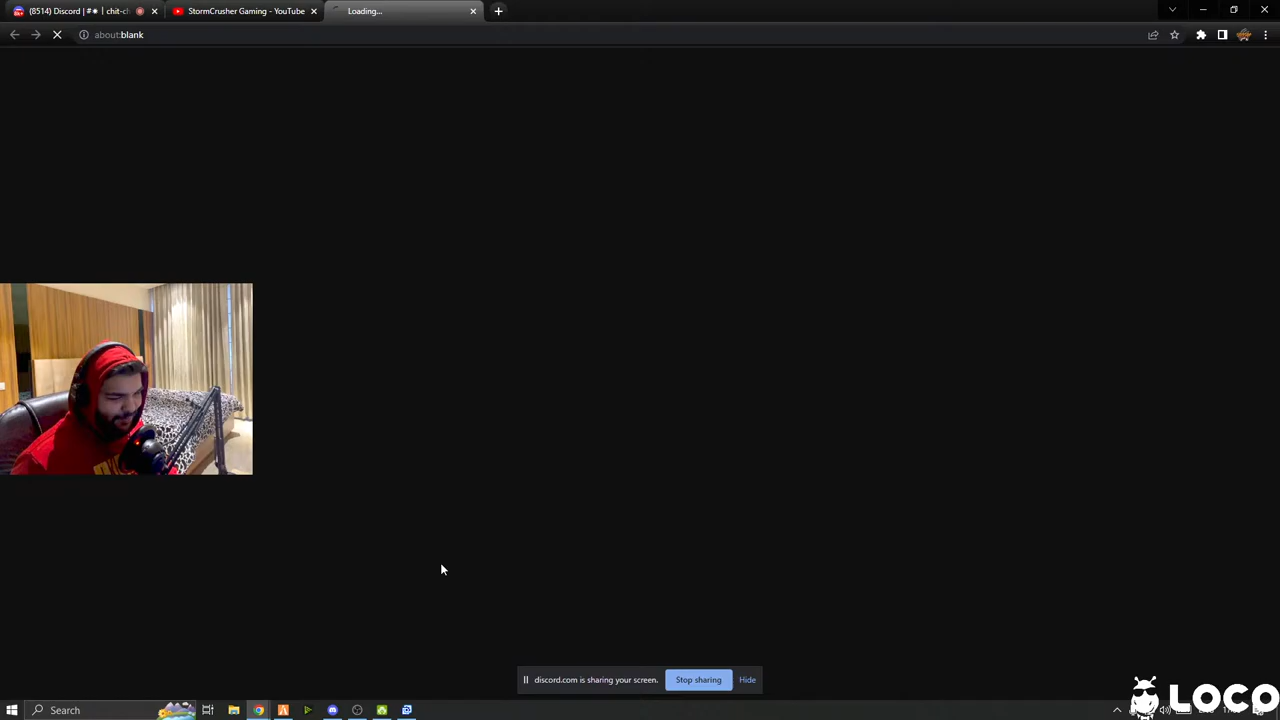 (8514) Discord | #
chit-ch
StormCrusher Gaming - YouTube
Loading...
about:blank
discord.com is sharing your screen.
Stop sharing
Hide
Search
LOCO